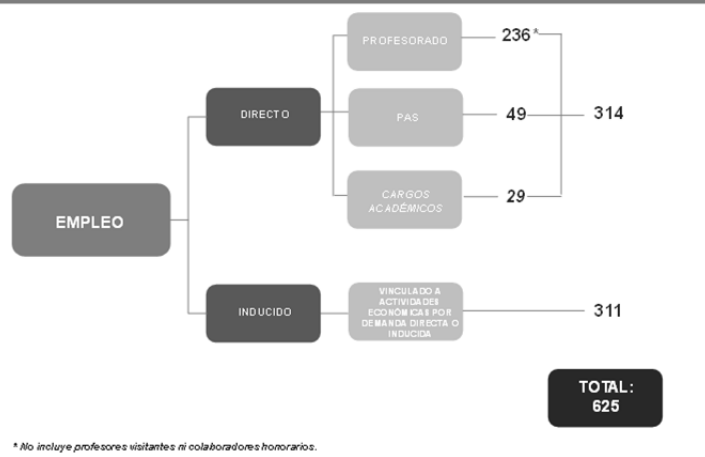 PROFESORADO
236*
DIRECTO
PAS
49
314
CARGOS
ACADÉMICOS
29
EMPLEO
INDUCIDO
VINCULADO A
ACTIVIDADES
ECONÓMICAS POR
DEMANDA DIRECTA O
INDUCIDA
311
TOTAL:
625
* No incluye profesores visitantes ni colaboradores honorarios.